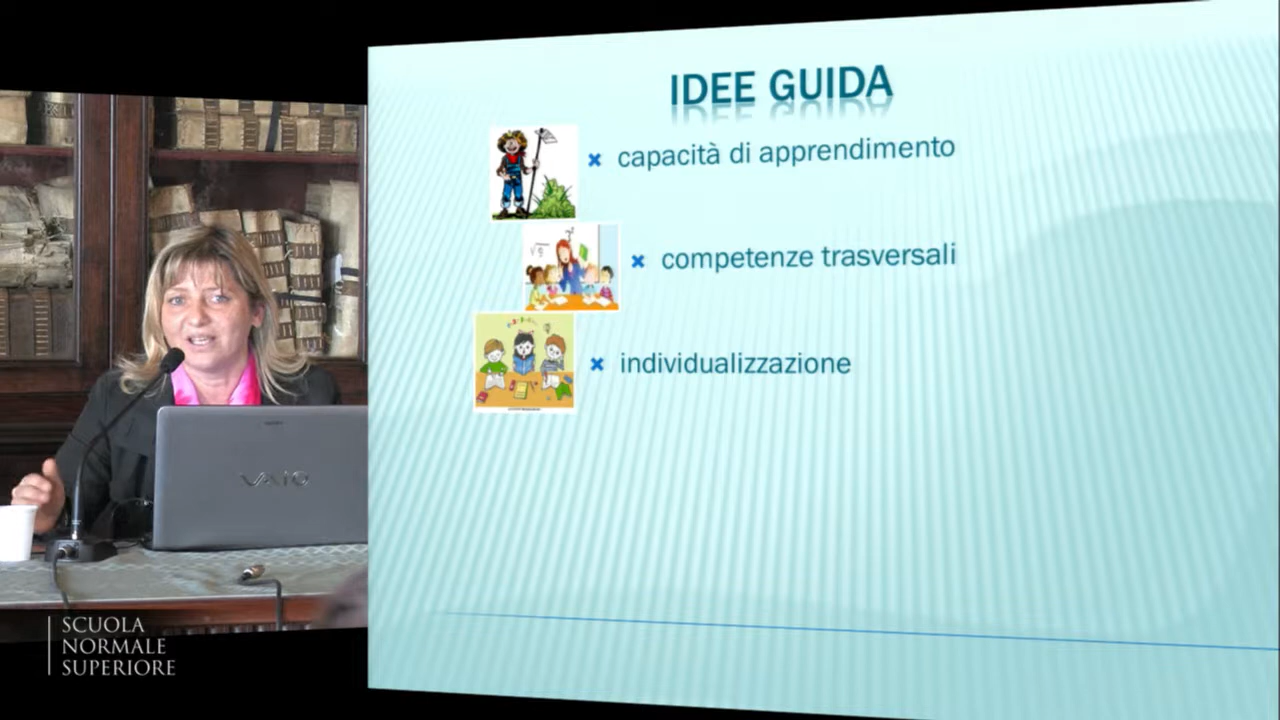 IDEE GUIDA
capacità di apprendimento
competenze trasversali
individualizzazione
VAIO
SCUOLA
NORMALE
SUPERIORE